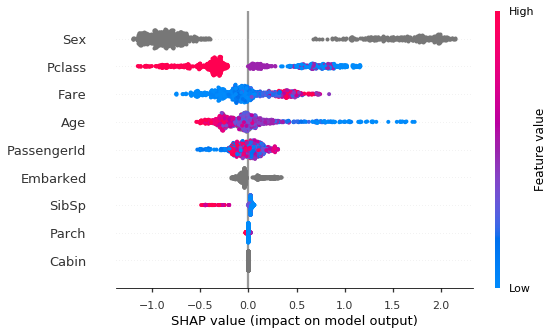 High
Sex
Pclass
Fare
Age
PassengerId
Embarked
SibSp
Parch
Cabin
Feature value
Low
−1.0 −0.5 0.0 0.5 1.0 1.5 2.0
SHAP value (impact on model output)